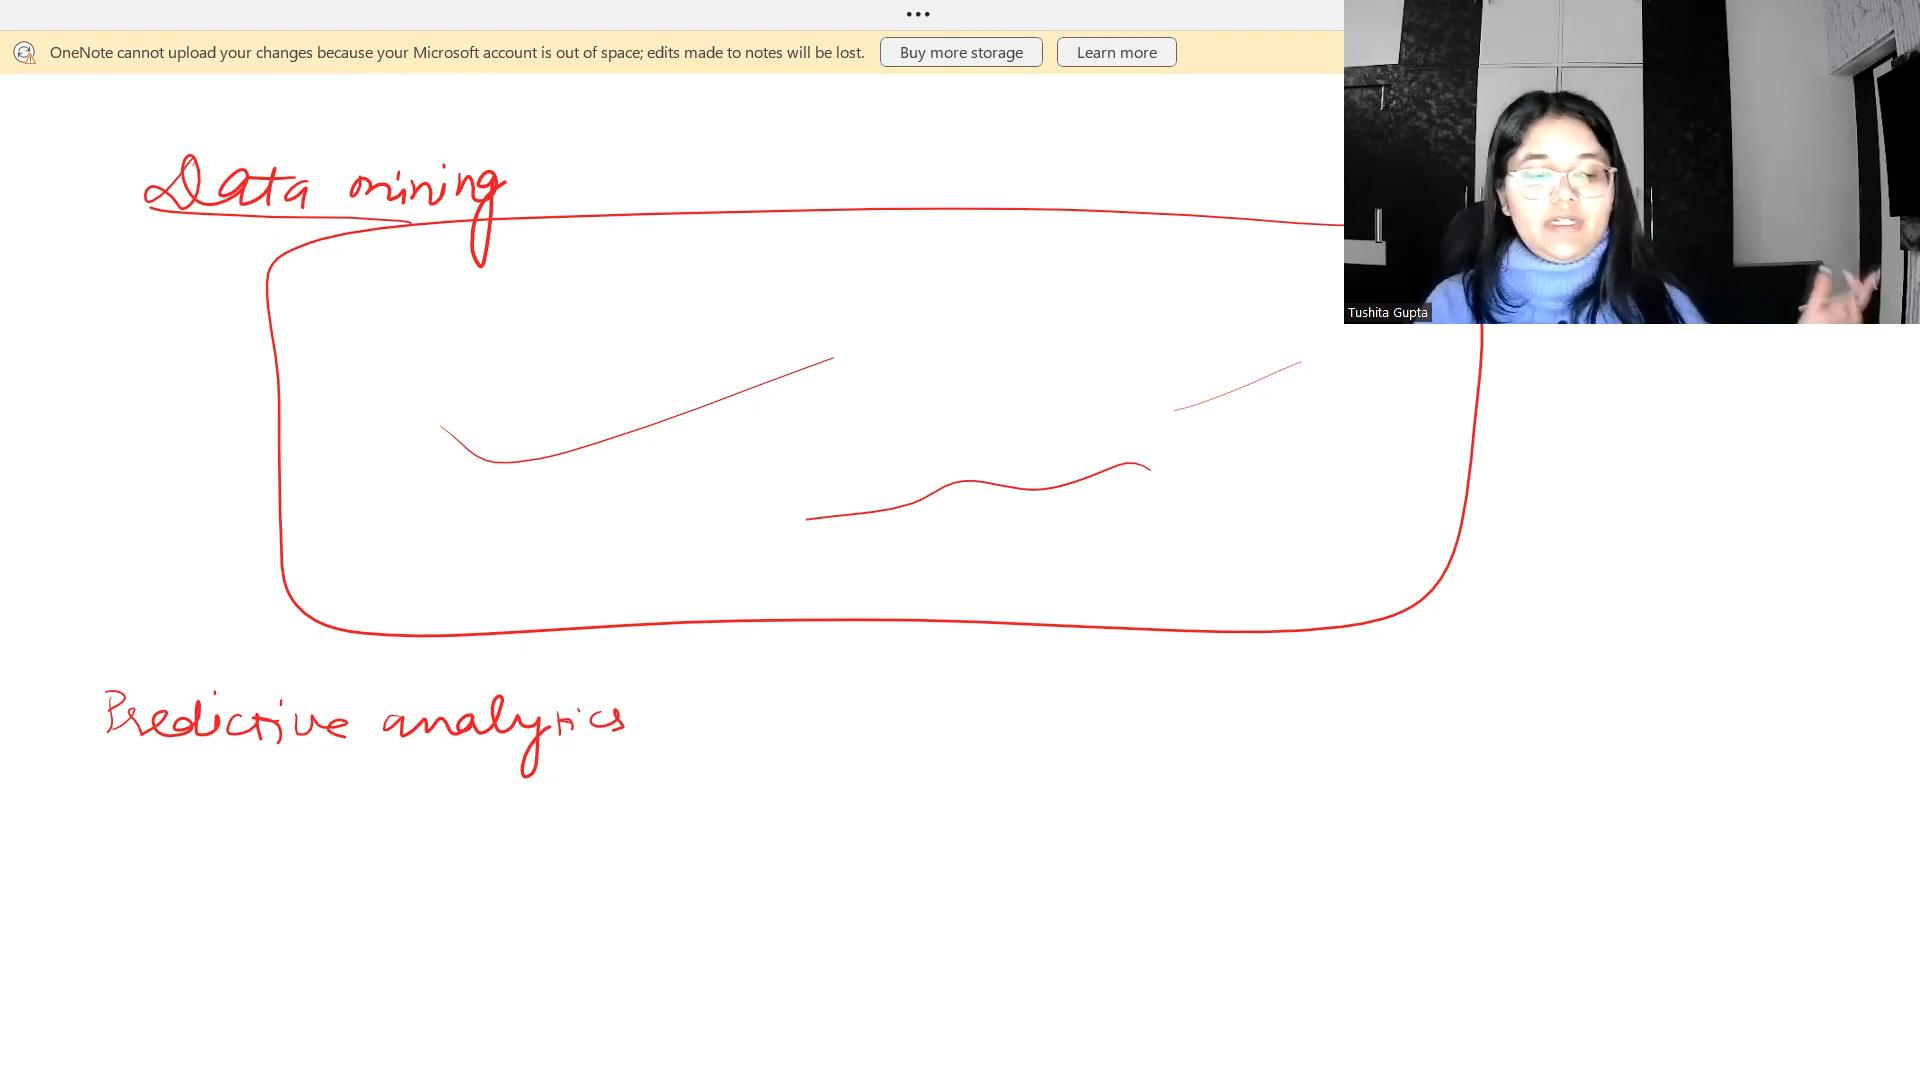 OneNote cannot upload your changes because your Microsoft account is out of space; edits made to notes will be lost. Buy more storage Learn more
Data mining
Tushita Gupta
Predictive analytics